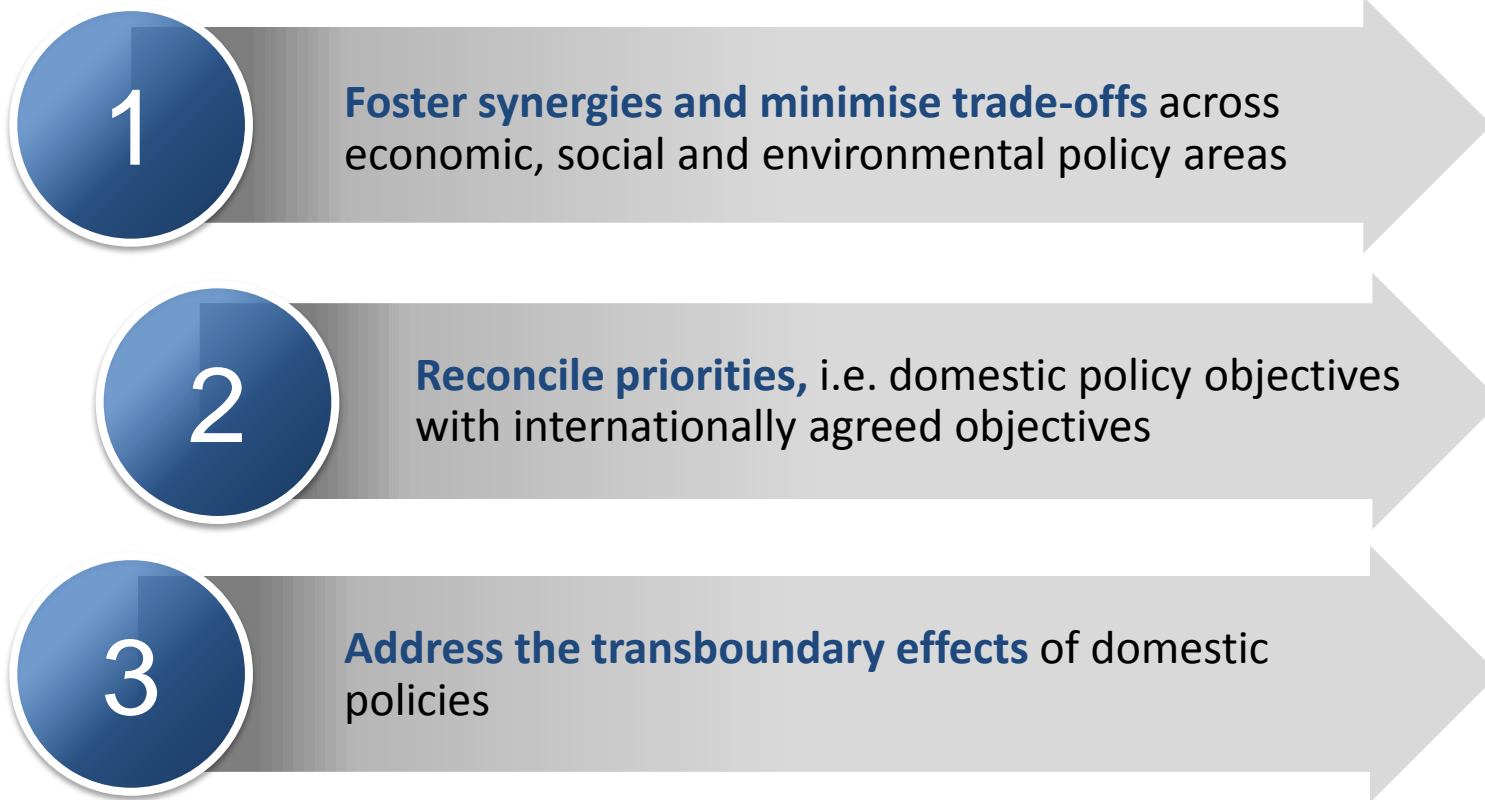 1
Foster synergies and minimise trade-offs across
economic, social and environmental policy areas
2
Reconcile priorities, i.e. domestic policy objectives
with internationally agreed objectives
3
Address the transboundary effects of domestic
policies